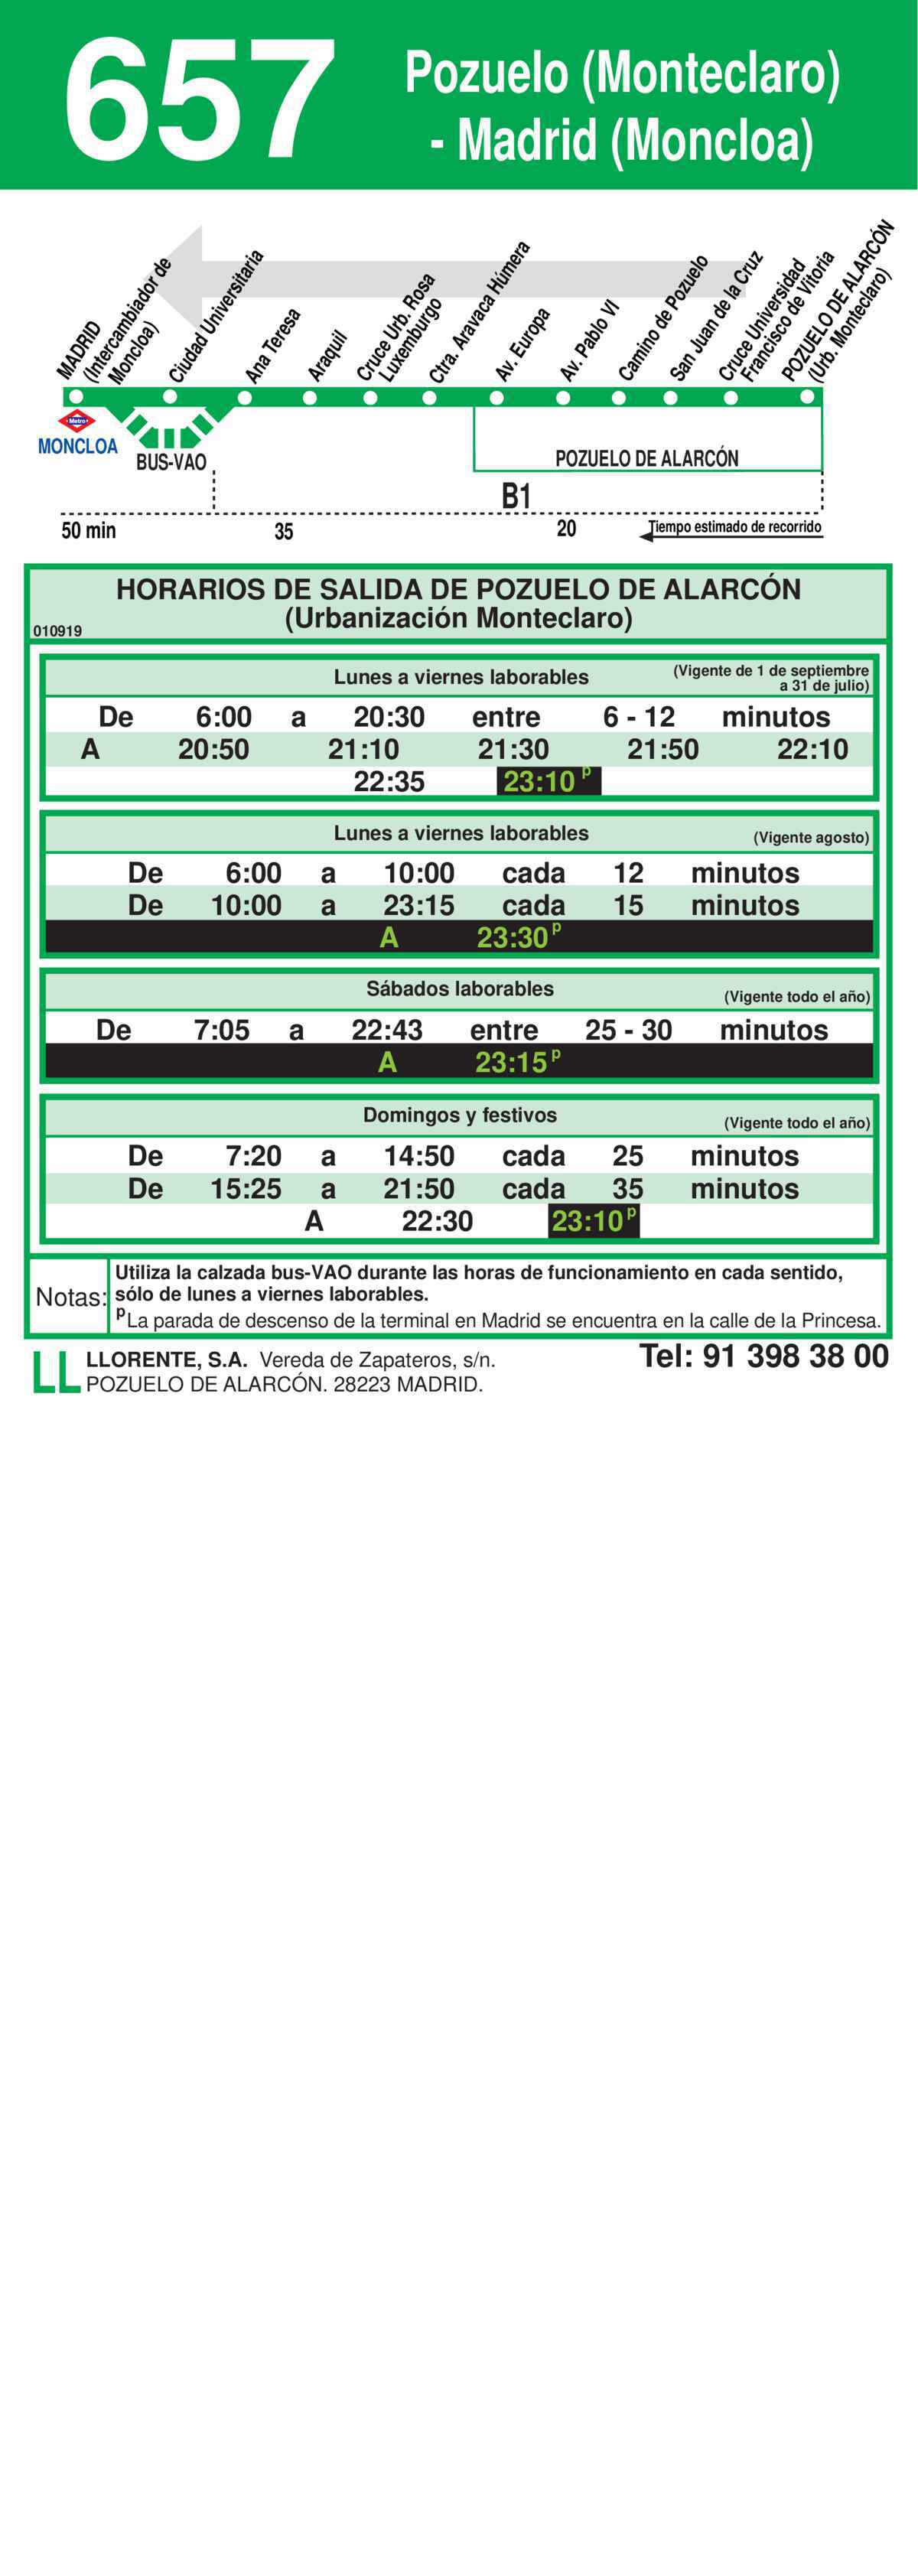 657
Pozuelo (Monteclaro)
- Madrid (Moncloa)
MADRID
(Intercambiador de
Moncloa)
Ciudad Universitaria
Ana Teresa
Araquil
Cruce Urb. Rosa
Luxemburgo
Ctra. Aravaca Húmera
Av. Europa
Av. Pablo VI
Camino de Pozuelo
San Juan de la Cruz
Cruce Universidad
Francisco de Vitoria
POZUELO DE ALARCÓN
(Urb. Monteclaro)
Metro
MONCLOA
BUS-VAO
POZUELO DE ALARCÓN
B1
50 min 35 20 Tiempo estimado de recorrido
HORARIOS DE SALIDA DE POZUELO DE ALARCÓN
(Urbanización Monteclaro)
010919
Lunes a viernes laborables (Vigente de 1 de septiembre
a 31 de julio)
De 6:00 a 20:30 entre 6 - 12 minutos
A 20:50 21:10 21:30 21:50 22:10
22:35 23:10 p
Lunes a viernes laborables (Vigente agosto)
De 6:00 a 10:00 cada 12 minutos
De 10:00 a 23:15 cada 15 minutos
A 23:30 p
Sábados laborables (Vigente todo el año)
De 7:05 a 22:43 entre 25 - 30 minutos
A 23:15 p
Domingos y festivos (Vigente todo el año)
De 7:20 a 14:50 cada 25 minutos
De 15:25 a 21:50 cada 35 minutos
A 22:30 23:10 p
Notas:
Utiliza la calzada bus-VAO durante las horas de funcionamiento en cada sentido,
sólo de lunes a viernes laborables.
p La parada de descenso de la terminal en Madrid se encuentra en la calle de la Princesa.
LL
LLORENTE, S.A. Vereda de Zapateros, s/n.
POZUELO DE ALARCÓN. 28223 MADRID.
Tel: 91 398 38 00